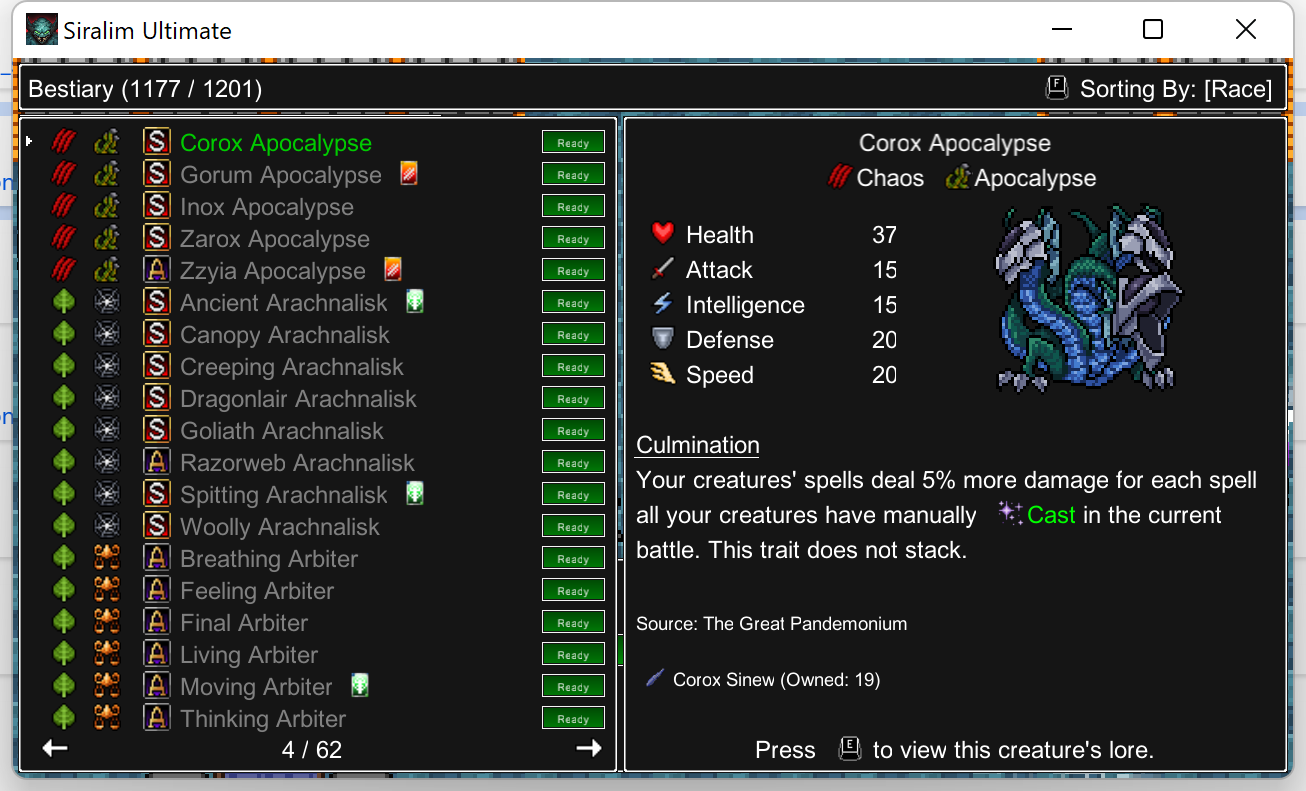 Siralim Ultimate
Bestiary (1177 / 1201)
F Sorting By: [Race]
S Corox Apocalypse Ready
S Gorum Apocalypse Ready
S Inox Apocalypse Ready
S Zarox Apocalypse Ready
A Zzyia Apocalypse Ready
S Ancient Arachnalisk Ready
S Canopy Arachnalisk Ready
S Creeping Arachnalisk Ready
S Dragonlair Arachnalisk Ready
S Goliath Arachnalisk Ready
A Razorweb Arachnalisk Ready
S Spitting Arachnalisk Ready
S Woolly Arachnalisk Ready
A Breathing Arbiter Ready
A Feeling Arbiter Ready
A Final Arbiter Ready
A Living Arbiter Ready
A Moving Arbiter Ready
A Thinking Arbiter Ready
4 / 62
Corox Apocalypse
Chaos Apocalypse
Health 37
Attack 15
Intelligence 15
Defense 20
Speed 20
Culmination
Your creatures' spells deal 5% more damage for each spell
all your creatures have manually Cast in the current
battle. This trait does not stack.
Source: The Great Pandemonium
Corox Sinew (Owned: 19)
Press E to view this creature's lore.